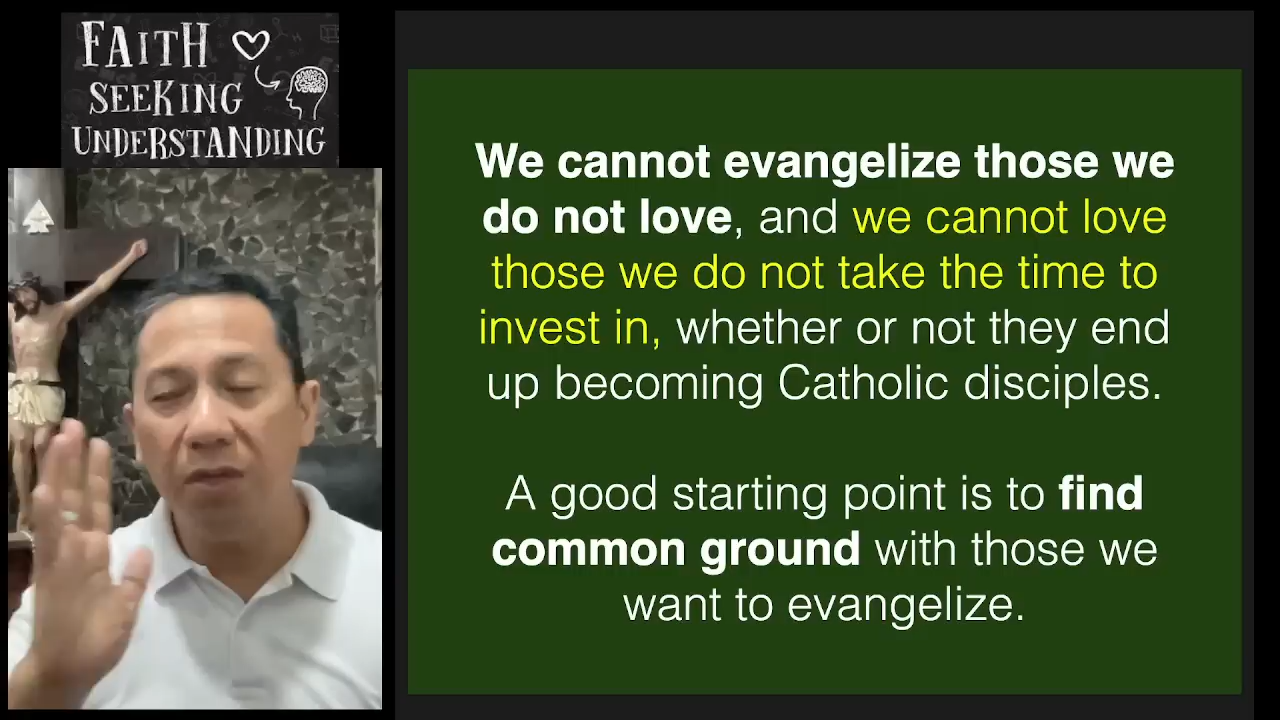 FAITH
SEEKING
UNDERSTANDING
We cannot evangelize those we
do not love, and we cannot love
those we do not take the time to
invest in, whether or not they end
up becoming Catholic disciples.
A good starting point is to find
common ground with those we
want to evangelize.